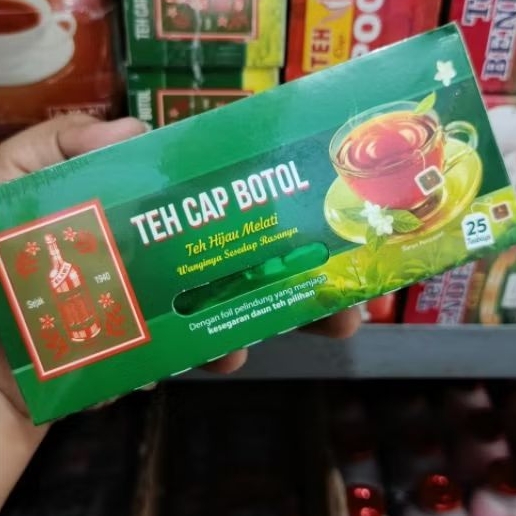 TEH CAP BOTOL
Teh Hijau Melati
Wanginya Sesedap Rasanya
Dengan foil pelindung yang menjaga
kesegaran daun teh pilihan
Sejak 1940
25
BOTOL
TEH